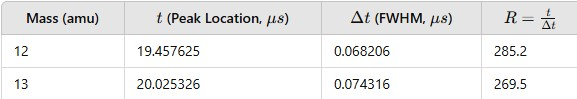 Mass (amu) t (Peak Location, μs) Δt (FWHM, μs) R = t/Δt
12 19.457625 0.068206 285.2
13 20.025326 0.074316 269.5